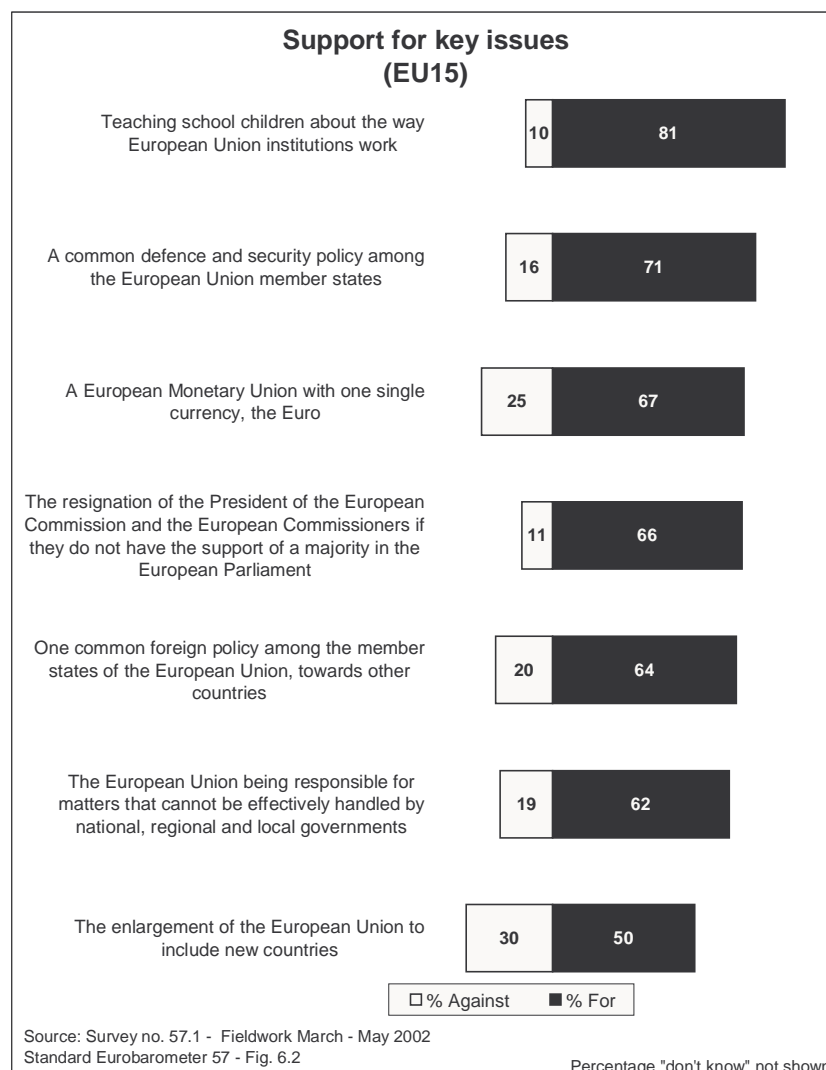 Support for key issues
(EU15)
Teaching school children about the way
European Union institutions work
10 81
A common defence and security policy among
the European Union member states
16 71
A European Monetary Union with one single
currency, the Euro
25 67
The resignation of the President of the European
Commission and the European Commissioners if
they do not have the support of a majority in the
European Parliament
11 66
One common foreign policy among the member
states of the European Union, towards other
countries
20 64
The European Union being responsible for
matters that cannot be effectively handled by
national, regional and local governments
19 62
The enlargement of the European Union to
include new countries
30 50
% Against % For
Source: Survey no. 57.1 - Fieldwork March - May 2002
Standard Eurobarometer 57 - Fig. 6.2
Percentage "don't know" not shown